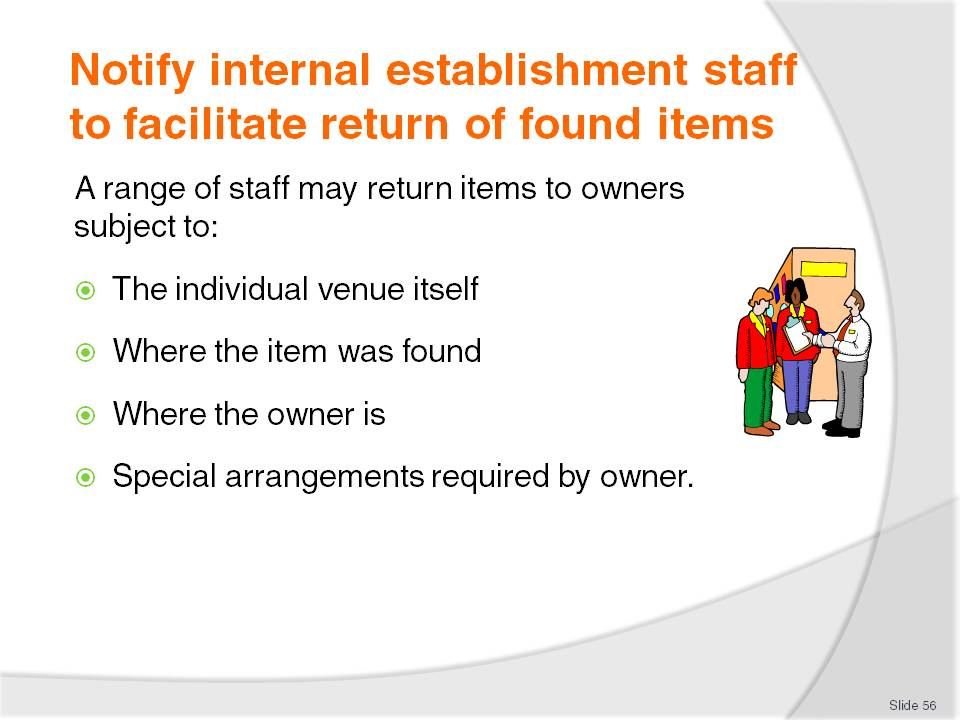 Notify internal establishment staff
to facilitate return of found items
A range of staff may return items to owners
subject to:
The individual venue itself
Where the item was found
Where the owner is
Special arrangements required by owner.
Slide 56